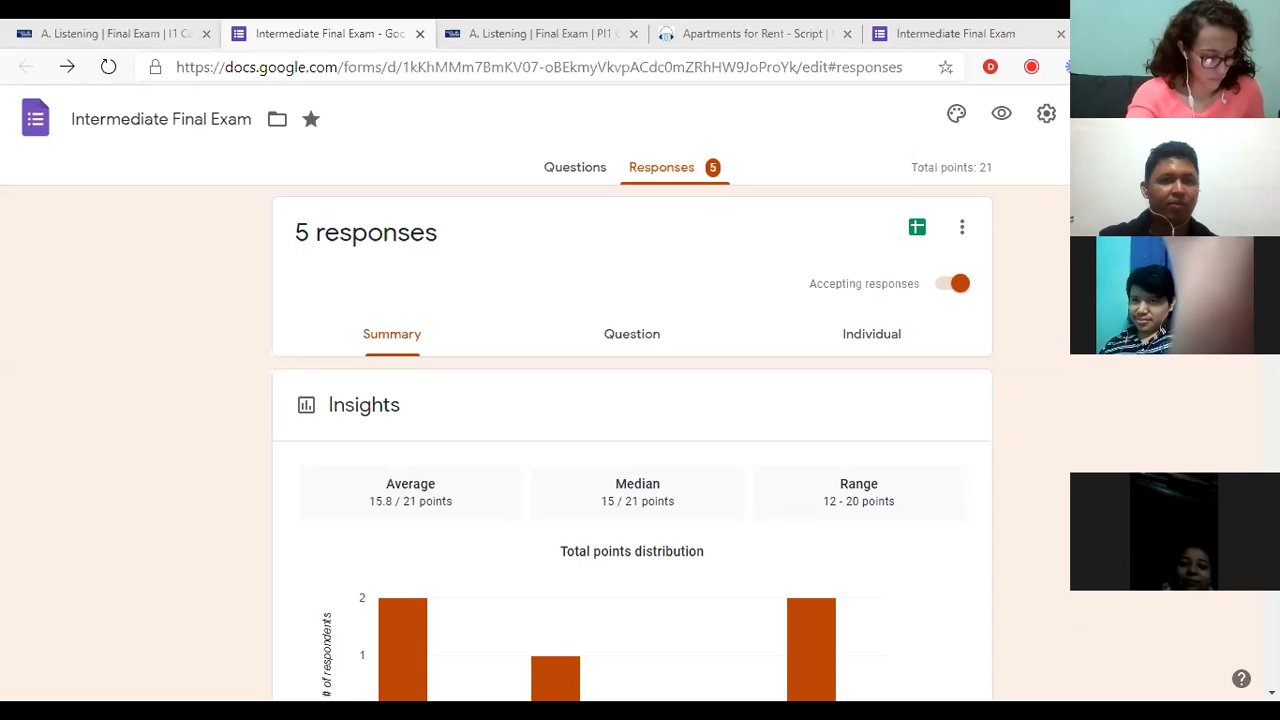 A. Listening | Final Exam | IT Cu
Intermediate Final Exam - Goo
A. Listening | Final Exam | PI1 C
Apartments for Rent - Script |
Intermediate Final Exam
https://docs.google.com/forms/d/1kKhMMm7BmKV07-oBEkmyVkvpACdc0mZRhHW9JoProYk/edit#responses
D
Intermediate Final Exam
Questions
Responses 5
Total points: 21
5 responses
Accepting responses
Summary
Question
Individual
Insights
Average
15.8 / 21 points
Median
15 / 21 points
Range
12 - 20 points
Total points distribution
# of respondents
2
1